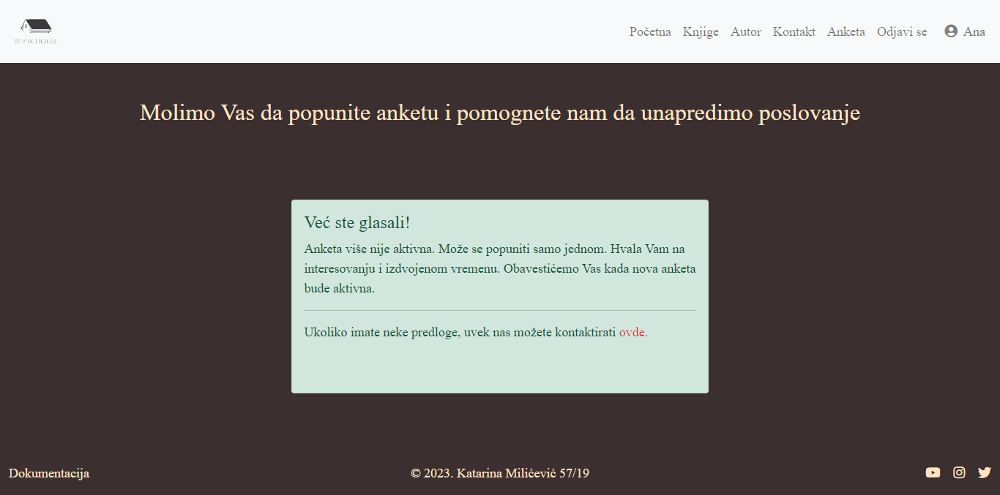 BOOK HOUSE
Početna Knjige Autor Kontakt Anketa Odjavi se Ana
Molimo Vas da popunite anketu i pomognete nam da unapredimo poslovanje
Već ste glasali!
Anketa više nije aktivna. Može se popuniti samo jednom. Hvala Vam na
interesovanju i izdvojenom vremenu. Obavestićemo Vas kada nova anketa
bude aktivna.
Ukoliko imate neke predloge, uvek nas možete kontaktirati ovde.
Dokumentacija
© 2023. Katarina Milićević 57/19